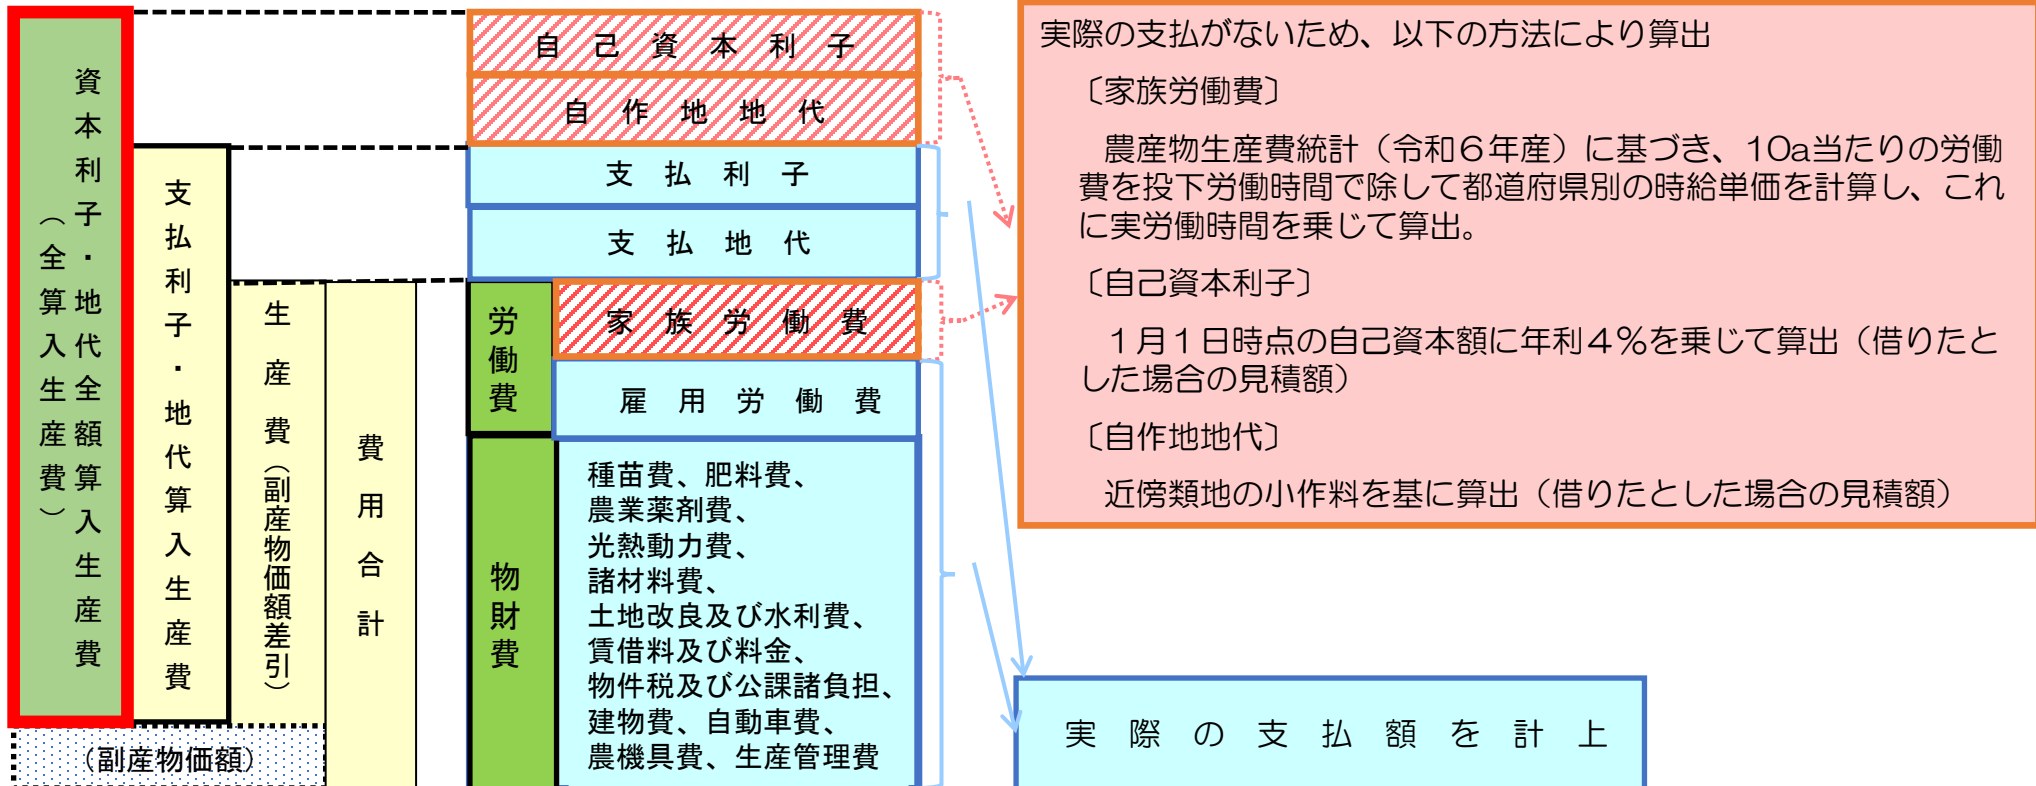 資本利子・地代全額算入生産費
（全算入生産費）
支払利子・地代算入生産費
生産費（副産物価額差引）
費用合計
（副産物価額）
自己資本利子
自作地地代
支払利子
支払地代
労働費
家族労働費
雇用労働費
物財費
種苗費、肥料費、
農業薬剤費、
光熱動力費、
諸材料費、
土地改良及び水利費、
賃借料及び料金、
物件税及び公課諸負担、
建物費、自動車費、
農機具費、生産管理費
実際の支払がないため、以下の方法により算出
〔家族労働費〕
農産物生産費統計（令和６年産）に基づき、10a当たりの労働
費を投下労働時間で除して都道府県別の時給単価を計算し、これ
に実労働時間を乗じて算出。
〔自己資本利子〕
１月１日時点の自己資本額に年利４％を乗じて算出（借りたと
した場合の見積額）
〔自作地地代〕
近傍類地の小作料を基に算出（借りたとした場合の見積額）
実際の支払額を計上